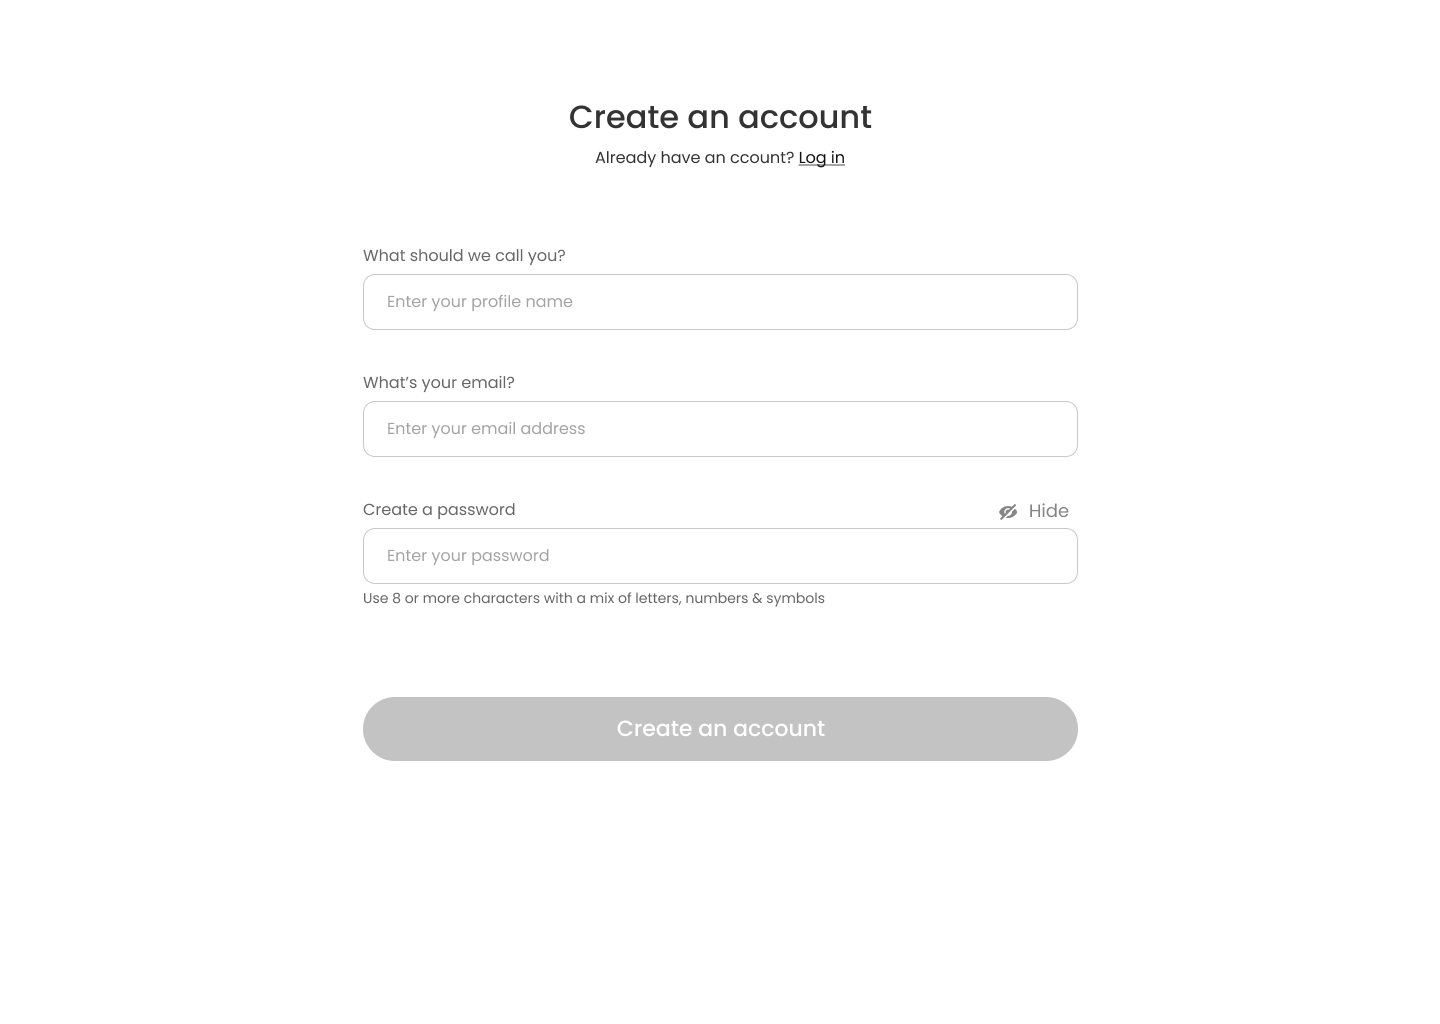 Create an account
Already have an ccount? Log in
What should we call you?
Enter your profile name
What’s your email?
Enter your email address
Create a password
Hide
Enter your password
Use 8 or more characters with a mix of letters, numbers & symbols
Create an account